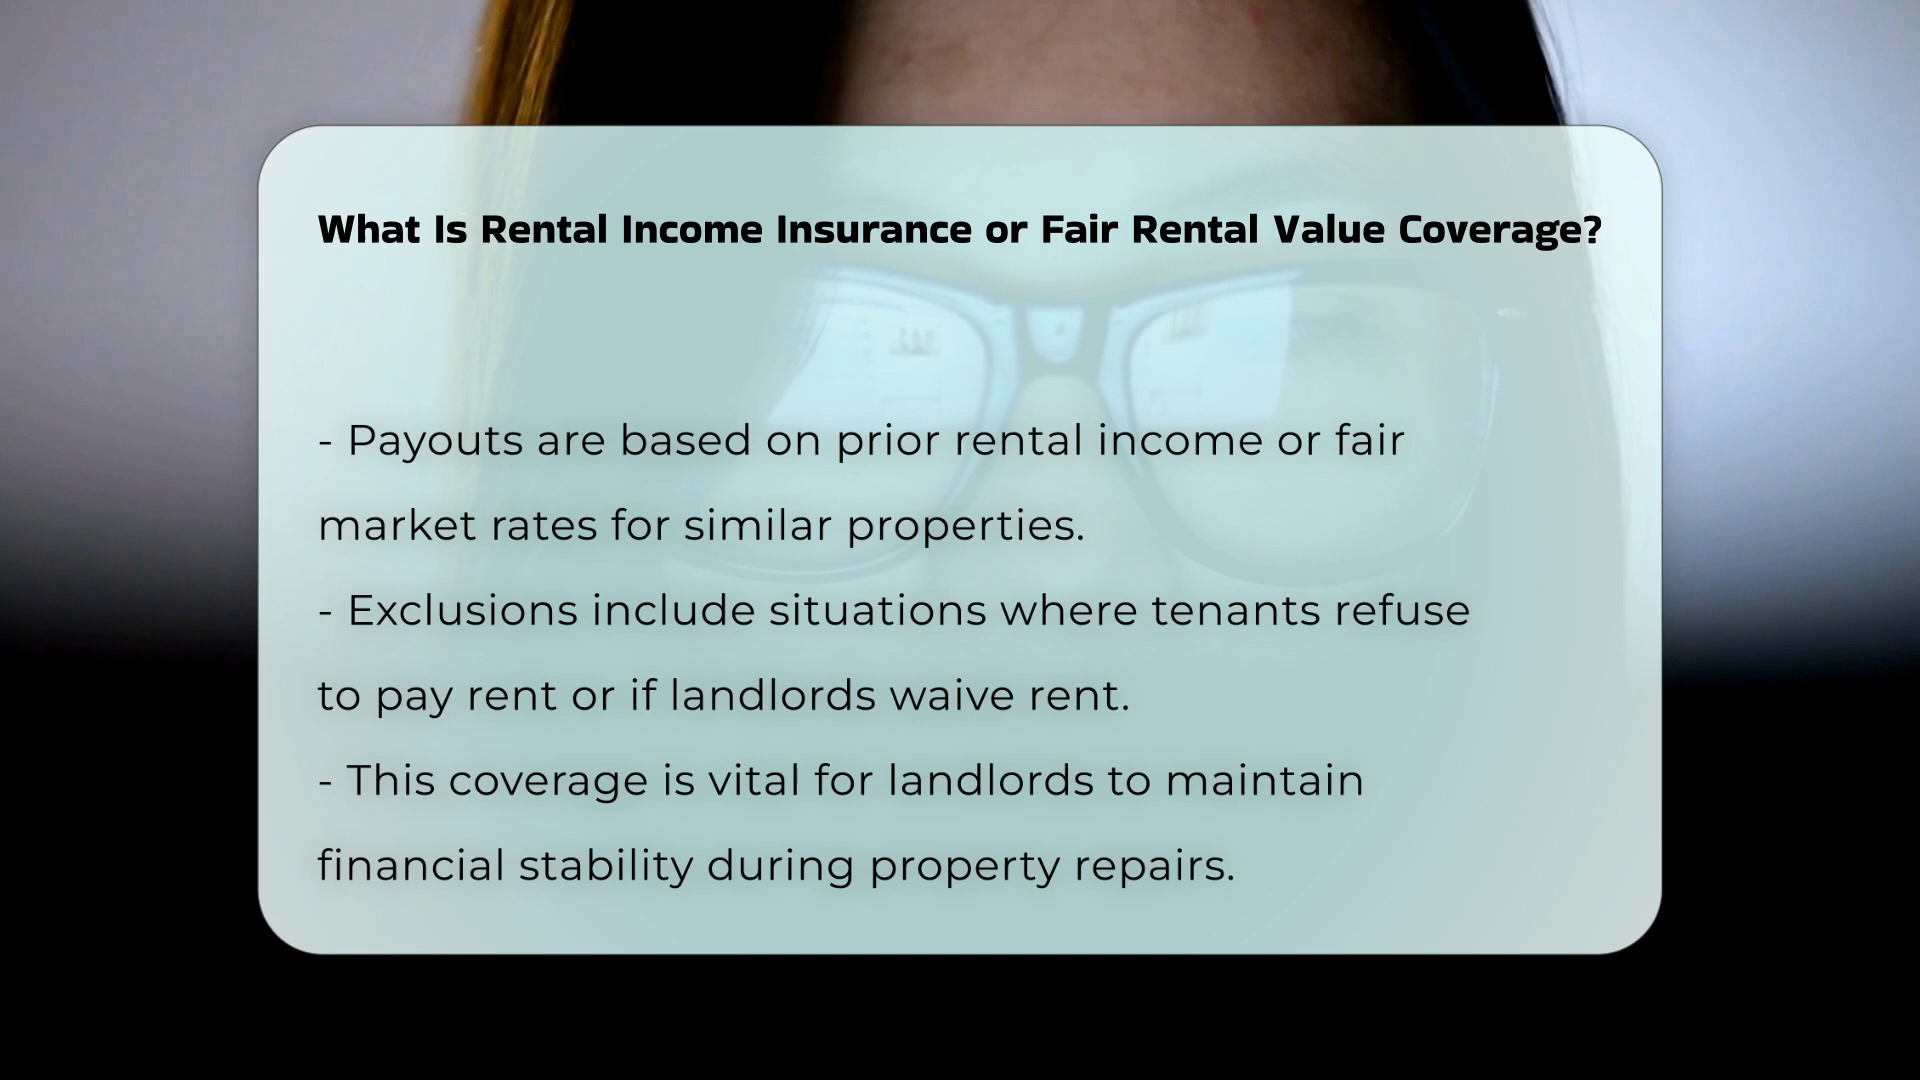 What Is Rental Income Insurance or Fair Rental Value Coverage?
- Payouts are based on prior rental income or fair
market rates for similar properties.
- Exclusions include situations where tenants refuse
to pay rent or if landlords waive rent.
- This coverage is vital for landlords to maintain
financial stability during property repairs.